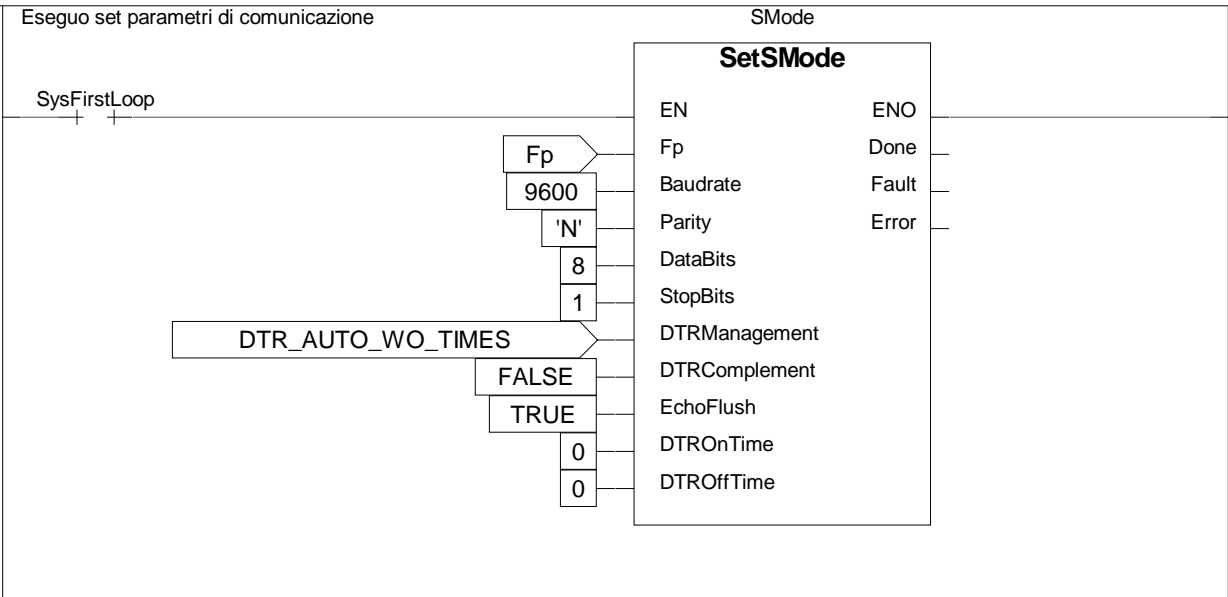 Eseguo set parametri di comunicazione
SMode
SetSMode
SysFirstLoop
EN ENO
Fp Fp Done
9600 Baudrate Fault
'N' Parity Error
8 DataBits
1 StopBits
DTR_AUTO_WO_TIMES DTRManagement
FALSE DTRComplement
TRUE EchoFlush
0 DTROnTime
0 DTROffTime